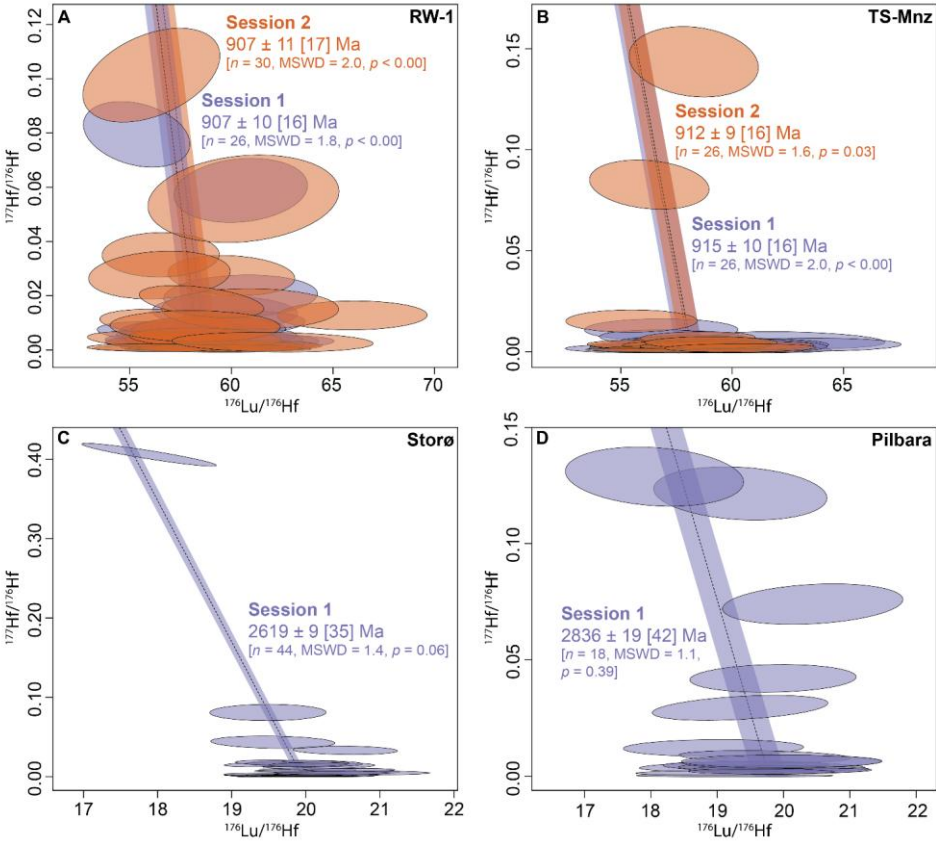 A
RW-1
Session 2
907 ± 11 [17] Ma
[n = 30, MSWD = 2.0, p < 0.00]
Session 1
907 ± 10 [16] Ma
[n = 26, MSWD = 1.8, p < 0.00]
0.12
0.10
0.08
0.06
0.04
0.02
0.00
¹⁷⁷Hf/¹⁷⁶Hf
55
60
65
70
¹⁷⁶Lu/¹⁷⁶Hf
B
TS-Mnz
Session 2
912 ± 9 [16] Ma
[n = 26, MSWD = 1.6, p = 0.03]
Session 1
915 ± 10 [16] Ma
[n = 26, MSWD = 2.0, p < 0.00]
0.15
0.10
0.05
0.00
¹⁷⁷Hf/¹⁷⁶Hf
55
60
65
¹⁷⁶Lu/¹⁷⁶Hf
C
Storø
Session 1
2619 ± 9 [35] Ma
[n = 44, MSWD = 1.4, p = 0.06]
0.40
0.30
0.20
0.10
0.00
¹⁷⁷Hf/¹⁷⁶Hf
17
18
19
20
21
22
¹⁷⁶Lu/¹⁷⁶Hf
D
Pilbara
Session 1
2836 ± 19 [42] Ma
[n = 18, MSWD = 1.1,
p = 0.39]
0.15
0.10
0.05
0.00
¹⁷⁷Hf/¹⁷⁶Hf
17
18
19
20
21
22
¹⁷⁶Lu/¹⁷⁶Hf